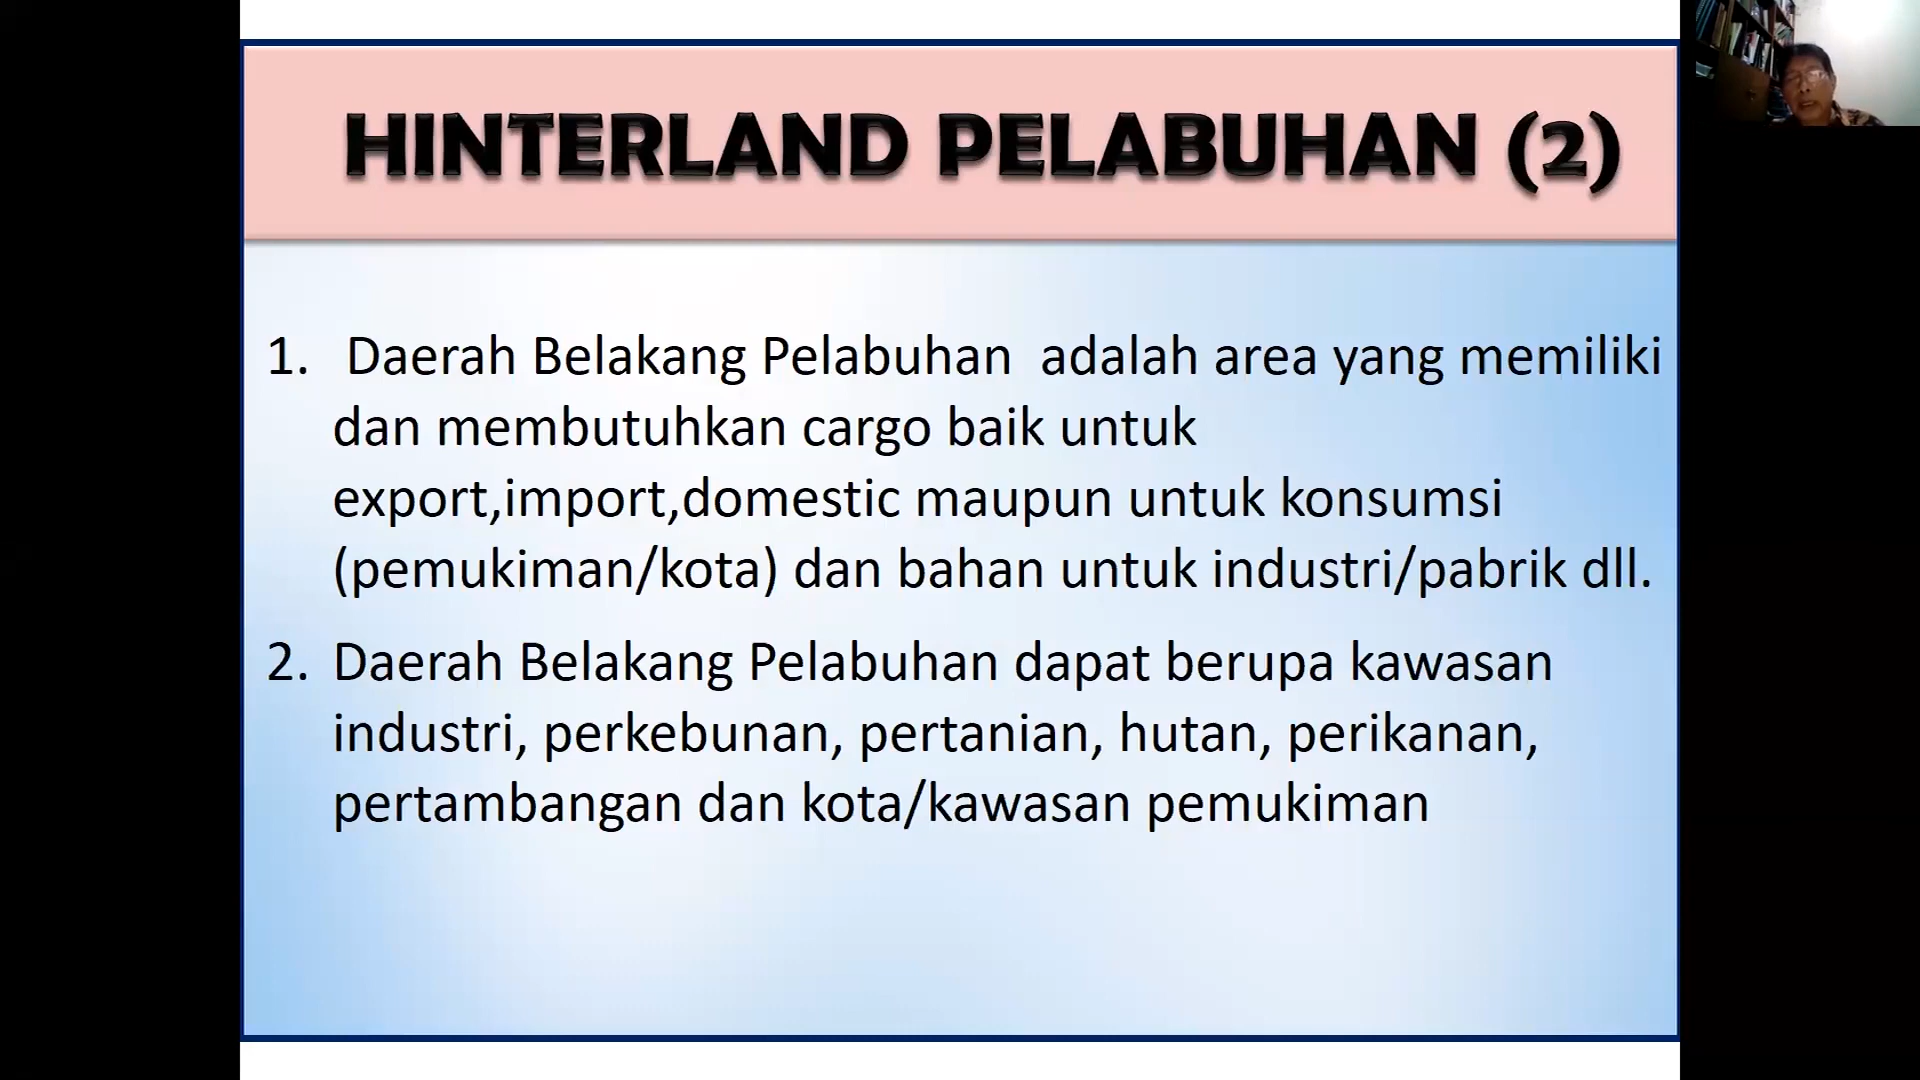 HINTERLAND PELABUHAN (2)
1. Daerah Belakang Pelabuhan adalah area yang memiliki
dan membutuhkan cargo baik untuk
export,import,domestic maupun untuk konsumsi
(pemukiman/kota) dan bahan untuk industri/pabrik dll.
2. Daerah Belakang Pelabuhan dapat berupa kawasan
industri, perkebunan, pertanian, hutan, perikanan,
pertambangan dan kota/kawasan pemukiman